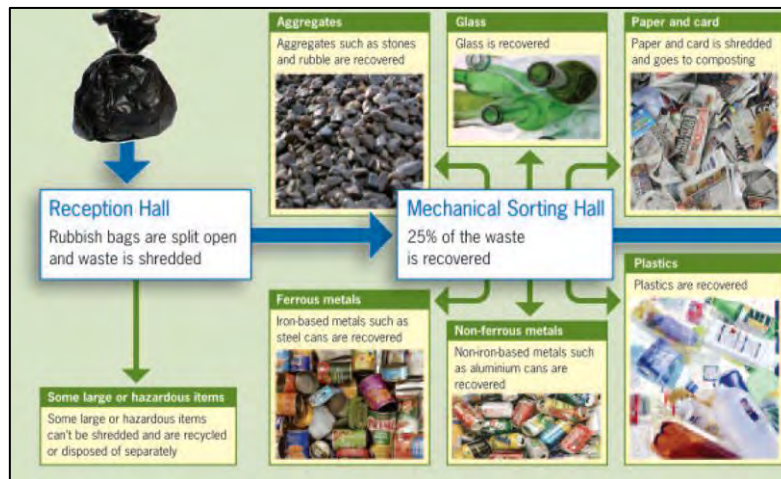 Aggregates
Aggregates such as stones
and rubble are recovered
Glass
Glass is recovered
Paper and card
Paper and card is shredded
and goes to composting
Reception Hall
Rubbish bags are split open
and waste is shredded
Mechanical Sorting Hall
25% of the waste
is recovered
Ferrous metals
Iron-based metals such as
steel cans are recovered
Non-ferrous metals
Non-iron-based metals such
as aluminium cans are
recovered
Plastics
Plastics are recovered
Some large or hazardous items
Some large or hazardous items
can't be shredded and are recycled
or disposed of separately